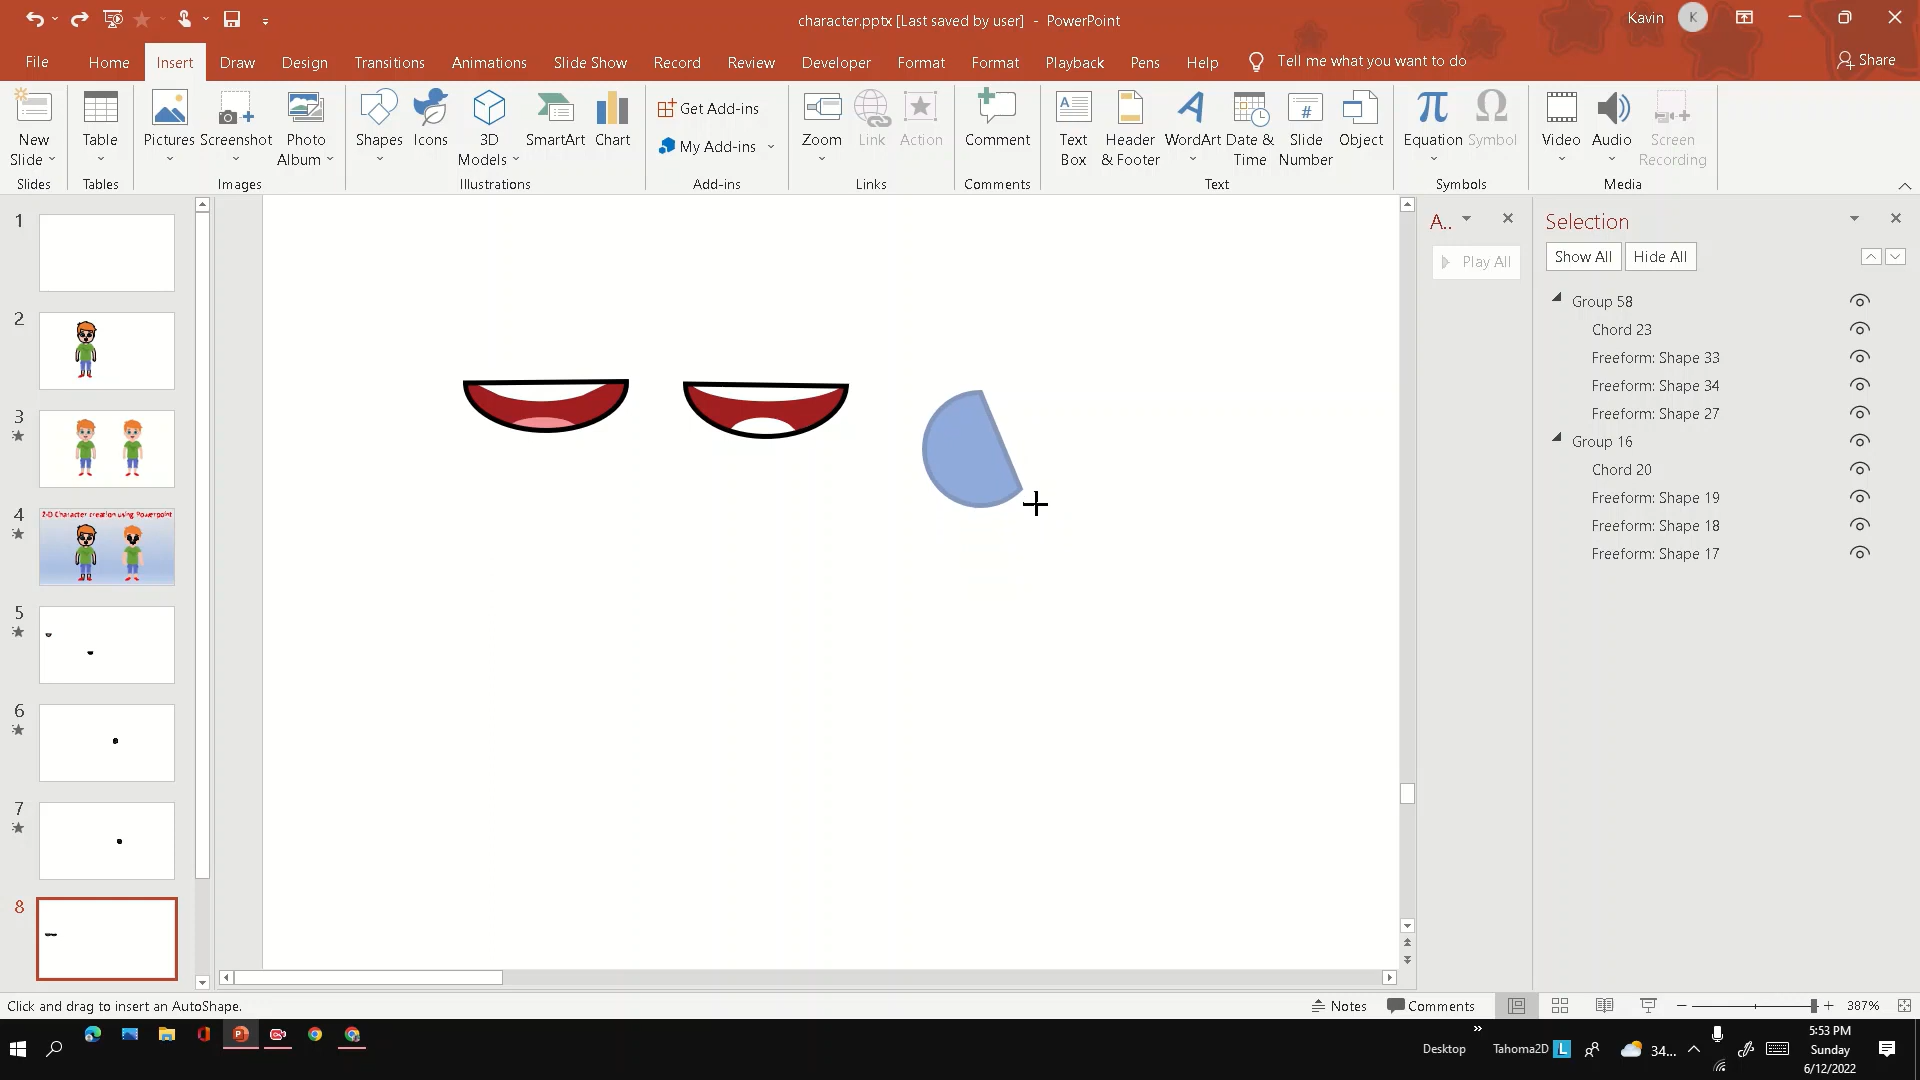 character.pptx [Last saved by user] - PowerPoint
Kavin
K
File
Home
Insert
Draw
Design
Transitions
Animations
Slide Show
Record
Review
View
Developer
Format
Format
Playback
Pens
Help
Tell me what you want to do
Share
New Slide
Table
Pictures
Screenshot
Photo Album
Shapes
Icons
3D Models
SmartArt
Chart
Get Add-ins
My Add-ins
Zoom
Link
Action
Comment
Text Box
Header & Footer
WordArt
Date & Time
Slide Number
Object
Equation
Symbol
Video
Audio
Screen Recording
Slides
Tables
Images
Illustrations
Add-ins
Links
Comments
Text
Symbols
Media
1
2
3
4
2-D Character creation using Powerpoint
5
6
7
8
A..
Play All
Selection
Show All
Hide All
Group 58
Chord 23
Freeform: Shape 33
Freeform: Shape 34
Freeform: Shape 27
Group 16
Chord 20
Freeform: Shape 19
Freeform: Shape 18
Freeform: Shape 17
Click and drag to insert an AutoShape.
Notes
Comments
387%
Desktop
Tahoma2D
L
34...
5:53 PM
Sunday
6/12/2022